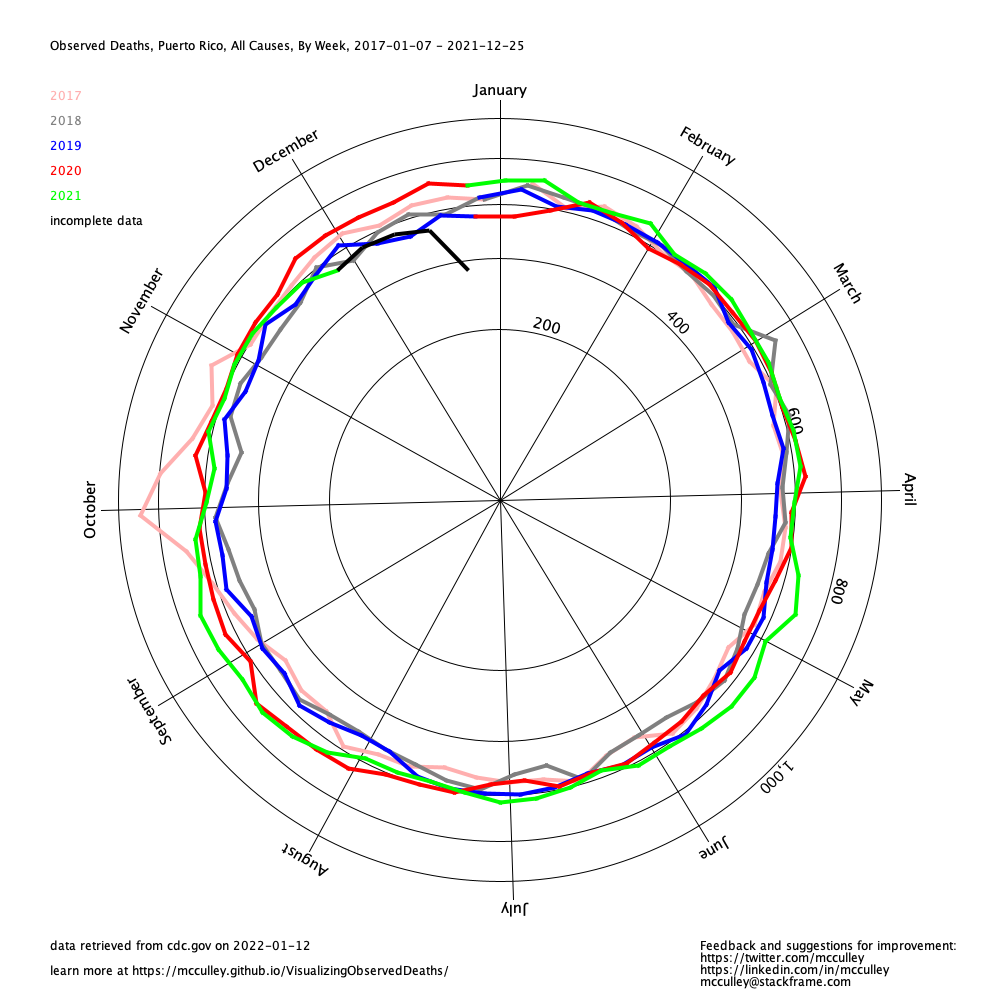 Observed Deaths, Puerto Rico, All Causes, By Week, 2017-01-07 - 2021-12-25
2017
2018
2019
2020
2021
incomplete data
January
February
March
April
May
June
July
August
September
October
November
December
200
400
600
800
1,000
data retrieved from cdc.gov on 2022-01-12
learn more at https://mcculley.github.io/VisualizingObservedDeaths/
Feedback and suggestions for improvement:
https://twitter.com/mcculley
https://linkedin.com/in/mcculley
mcculley@stackframe.com